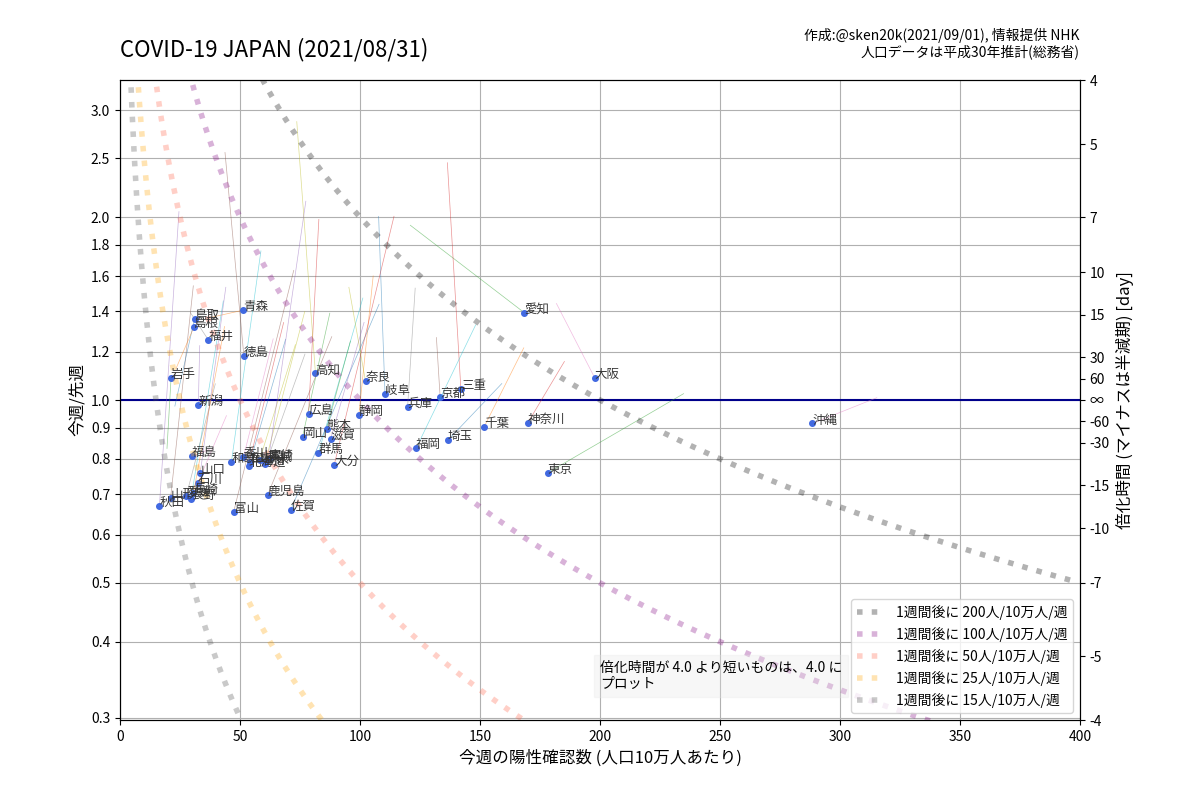 COVID-19 JAPAN (2021/08/31)
作成:@sken20k(2021/09/01), 情報提供 NHK
人口データは平成30年推計(総務省)
3.0
2.5
2.0
1.8
1.6
1.4
1.2
1.0
0.9
0.8
0.7
0.6
0.5
0.4
0.3
今週/先週
4
5
7
10
15
30
60
∞
-60
-30
-15
-10
-7
-5
-4
倍化時間 (マイナスは半減期) [day]
青森
鳥取
島根
福井
徳島
岩手
新潟
高知
奈良
岐阜
三重
京都
兵庫
愛知
大阪
沖縄
神奈川
千葉
埼玉
福岡
東京
静岡
広島
熊本
滋賀
岡山
群馬
大分
香川
福島
山口
石川
秋田
富山
鹿児島
佐賀
倍化時間が 4.0 より短いものは、4.0 に
プロット
1週間後に 200人/10万人/週
1週間後に 100人/10万人/週
1週間後に 50人/10万人/週
1週間後に 25人/10万人/週
1週間後に 15人/10万人/週
0
50
100
150
200
250
300
350
400
今週の陽性確認数 (人口10万人あたり)